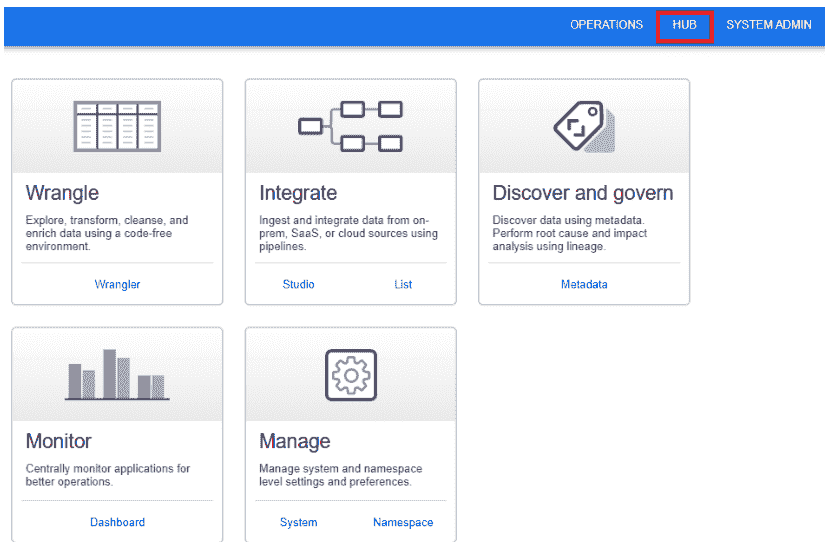 OPERATIONS HUB SYSTEM ADMIN
Wrangle
Explore, transform, cleanse, and
enrich data using a code-free
environment.
Wrangler
Integrate
Ingest and integrate data from on-
prem, SaaS, or cloud sources using
pipelines.
Studio List
Discover and govern
Discover data using metadata.
Perform root cause and impact
analysis using lineage.
Metadata
Monitor
Centrally monitor applications for
better operations.
Dashboard
Manage
Manage system and namespace
level settings and preferences.
System Namespace